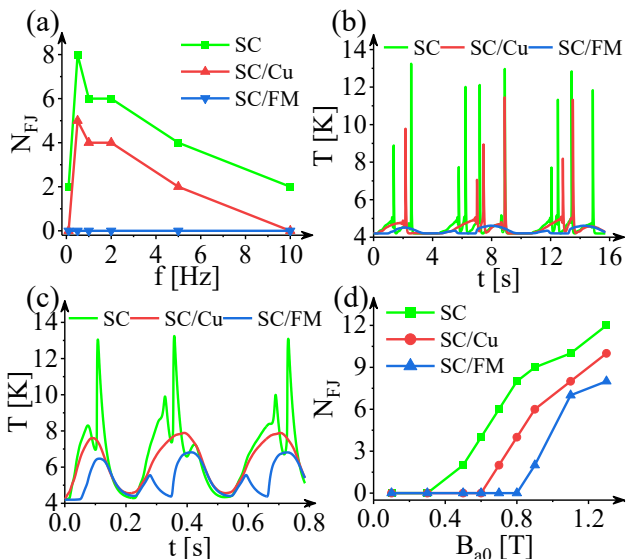 (a)
SC
SC/Cu
SC/FM
N_FJ
8
6
4
2
0
0 2 4 6 8 10
f [Hz]
(b)
SC SC/Cu SC/FM
T [K]
14
12
10
8
6
4
0 4 8 12 16
t [s]
(c)
SC SC/Cu SC/FM
T [K]
14
12
10
8
6
4
0.0 0.2 0.4 0.6 0.8
t [s]
(d)
SC
SC/Cu
SC/FM
N_FJ
12
9
6
3
0
0.0 0.4 0.8 1.2
B_a0 [T]